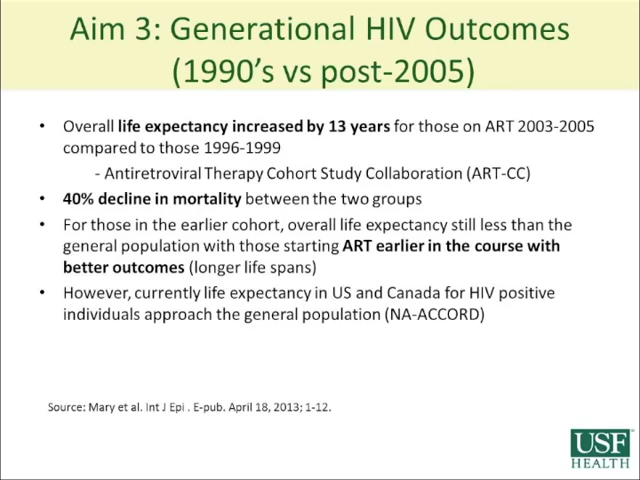 Aim 3: Generational HIV Outcomes
(1990's vs post-2005)
• Overall life expectancy increased by 13 years for those on ART 2003-2005
compared to those 1996-1999
- Antiretroviral Therapy Cohort Study Collaboration (ART-CC)
• 40% decline in mortality between the two groups
• For those in the earlier cohort, overall life expectancy still less than the
general population with those starting ART earlier in the course with
better outcomes (longer life spans)
• However, currently life expectancy in US and Canada for HIV positive
individuals approach the general population (NA-ACCORD)
Source: Mary et al. Int J Epi . E-pub. April 18, 2013; 1-12.
USF
HEALTH